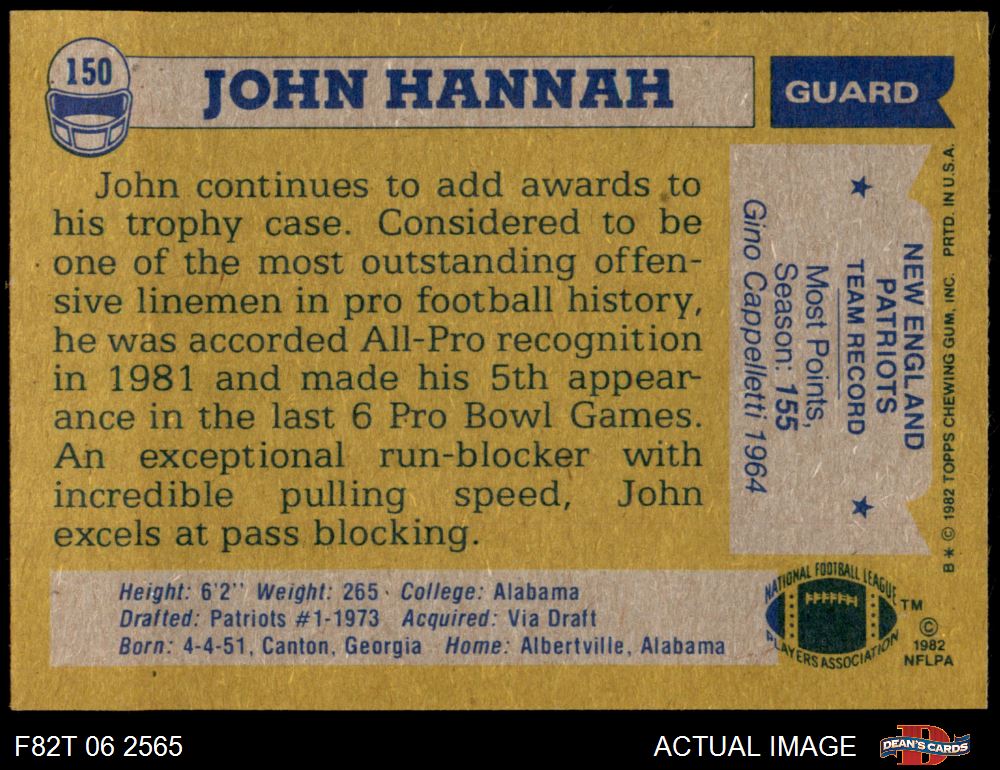 150
JOHN HANNAH
GUARD
John continues to add awards to
his trophy case. Considered to be
one of the most outstanding offen-
sive linemen in pro football history,
he was accorded All-Pro recognition
in 1981 and made his 5th appear-
ance in the last 6 Pro Bowl Games.
An exceptional run-blocker with
incredible pulling speed, John
excels at pass blocking.
NEW ENGLAND
PATRIOTS
TEAM RECORD
Most Points,
Season: 155
Gino Cappelletti 1964
B * © 1982 TOPPS CHEWING GUM, INC. PRTD. IN U.S.A.
Height: 6'2" Weight: 265 College: Alabama
Drafted: Patriots #1-1973 Acquired: Via Draft
Born: 4-4-51, Canton, Georgia Home: Albertville, Alabama
NATIONAL FOOTBALL LEAGUE
PLAYERS ASSOCIATION
TM
©
1982
NFLPA
F82T 06 2565
ACTUAL IMAGE
D
DEAN'S CARDS